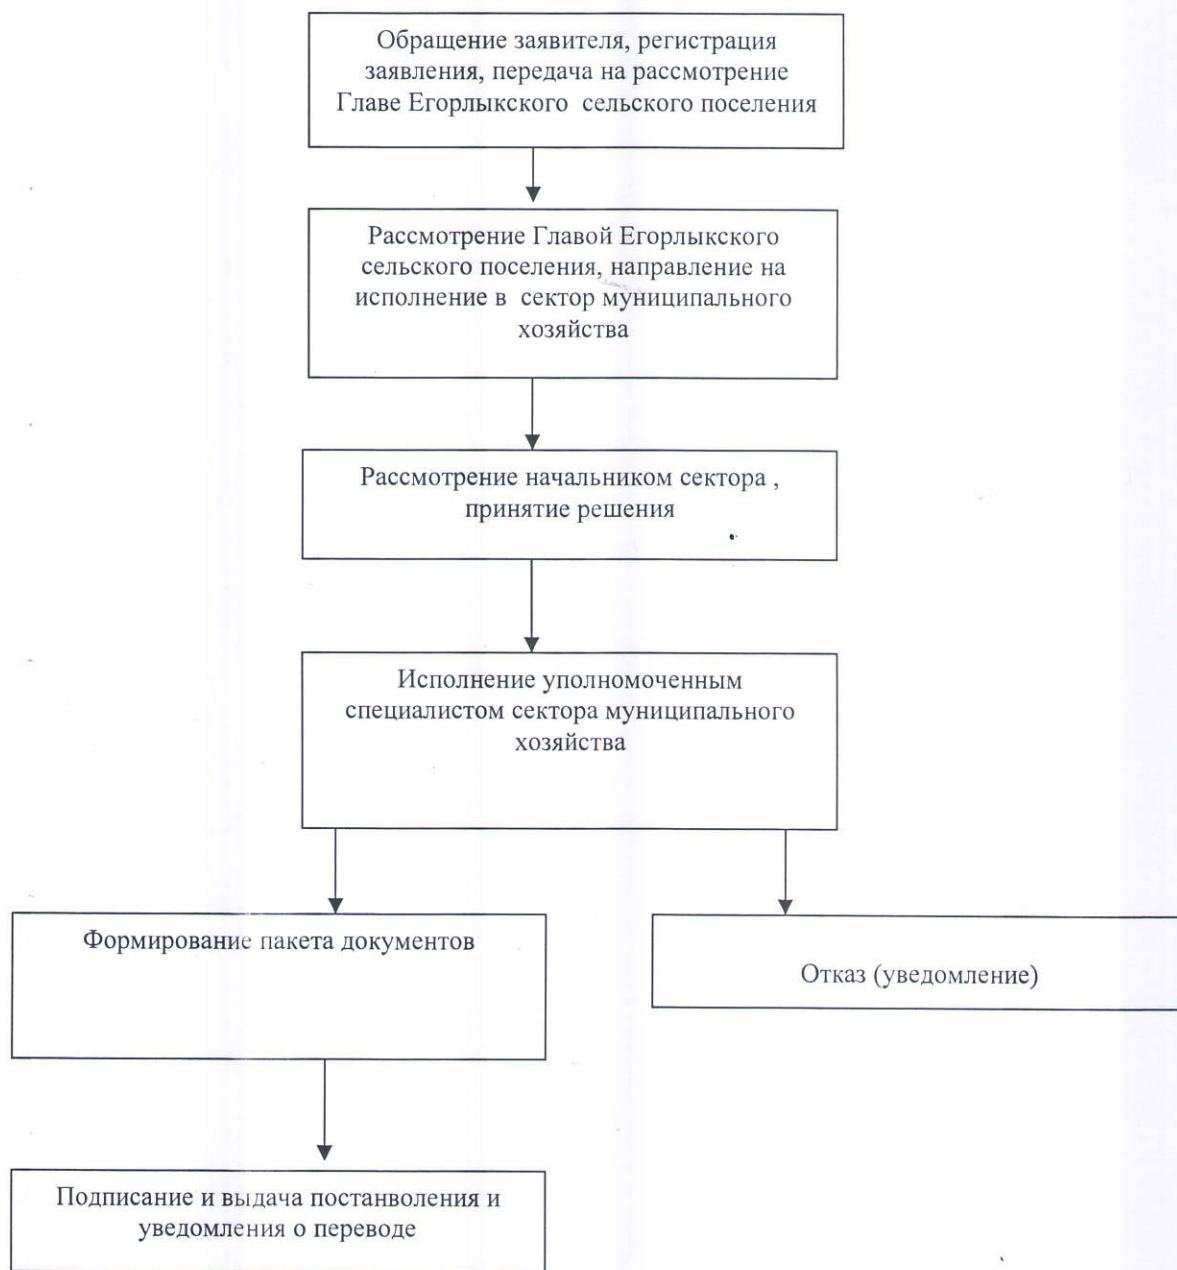 Обращение заявителя, регистрация
заявления, передача на рассмотрение
Главе Егорлыкского сельского поселения
Рассмотрение Главой Егорлыкского
сельского поселения, направление на
исполнение в сектор муниципального
хозяйства
Рассмотрение начальником сектора ,
принятие решения
Исполнение уполномоченным
специалистом сектора муниципального
хозяйства
Формирование пакета документов
Отказ (уведомление)
Подписание и выдача постанволения и
уведомления о переводе